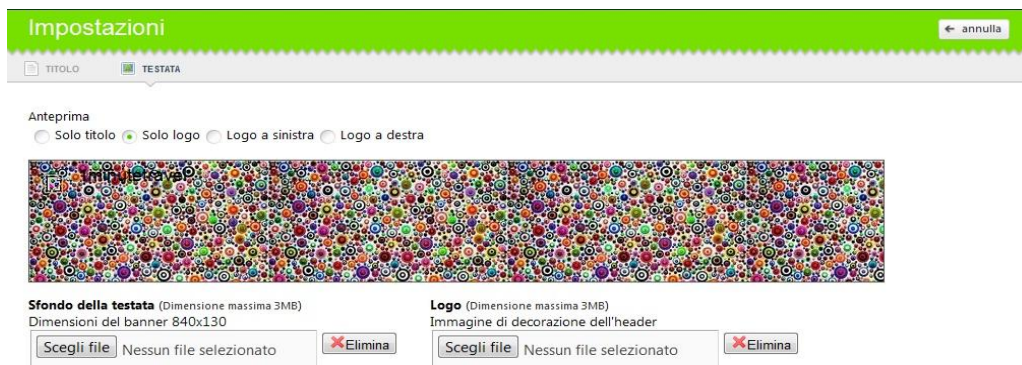 Impostazioni
← annulla
TITOLO TESTATA
Anteprima
Solo titolo Solo logo Logo a sinistra Logo a destra
1minutetravel
Sfondo della testata (Dimensione massima 3MB)
Dimensioni del banner 840x130
Scegli file Nessun file selezionato Elimina
Logo (Dimensione massima 3MB)
Immagine di decorazione dell'header
Scegli file Nessun file selezionato Elimina